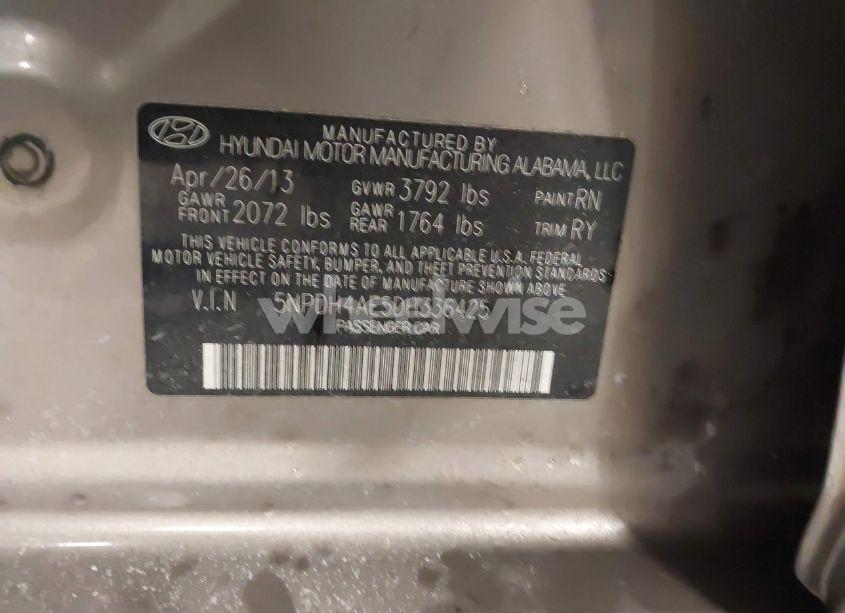 MANUFACTURED BY
HYUNDAI MOTOR MANUFACTURING ALABAMA, LLC
Apr/26/13 GVWR 3792 lbs PAINT RN
GAWR FRONT 2072 lbs GAWR REAR 1764 lbs TRIM RY
THIS VEHICLE CONFORMS TO ALL APPLICABLE U.S.A. FEDERAL
MOTOR VEHICLE SAFETY, BUMPER, AND THEFT PREVENTION STANDARDS
IN EFFECT ON THE DATE OF MANUFACTURE SHOWN ABOVE
V.I.N 5NPDH4AE5DH336425
PASSENGER CAR